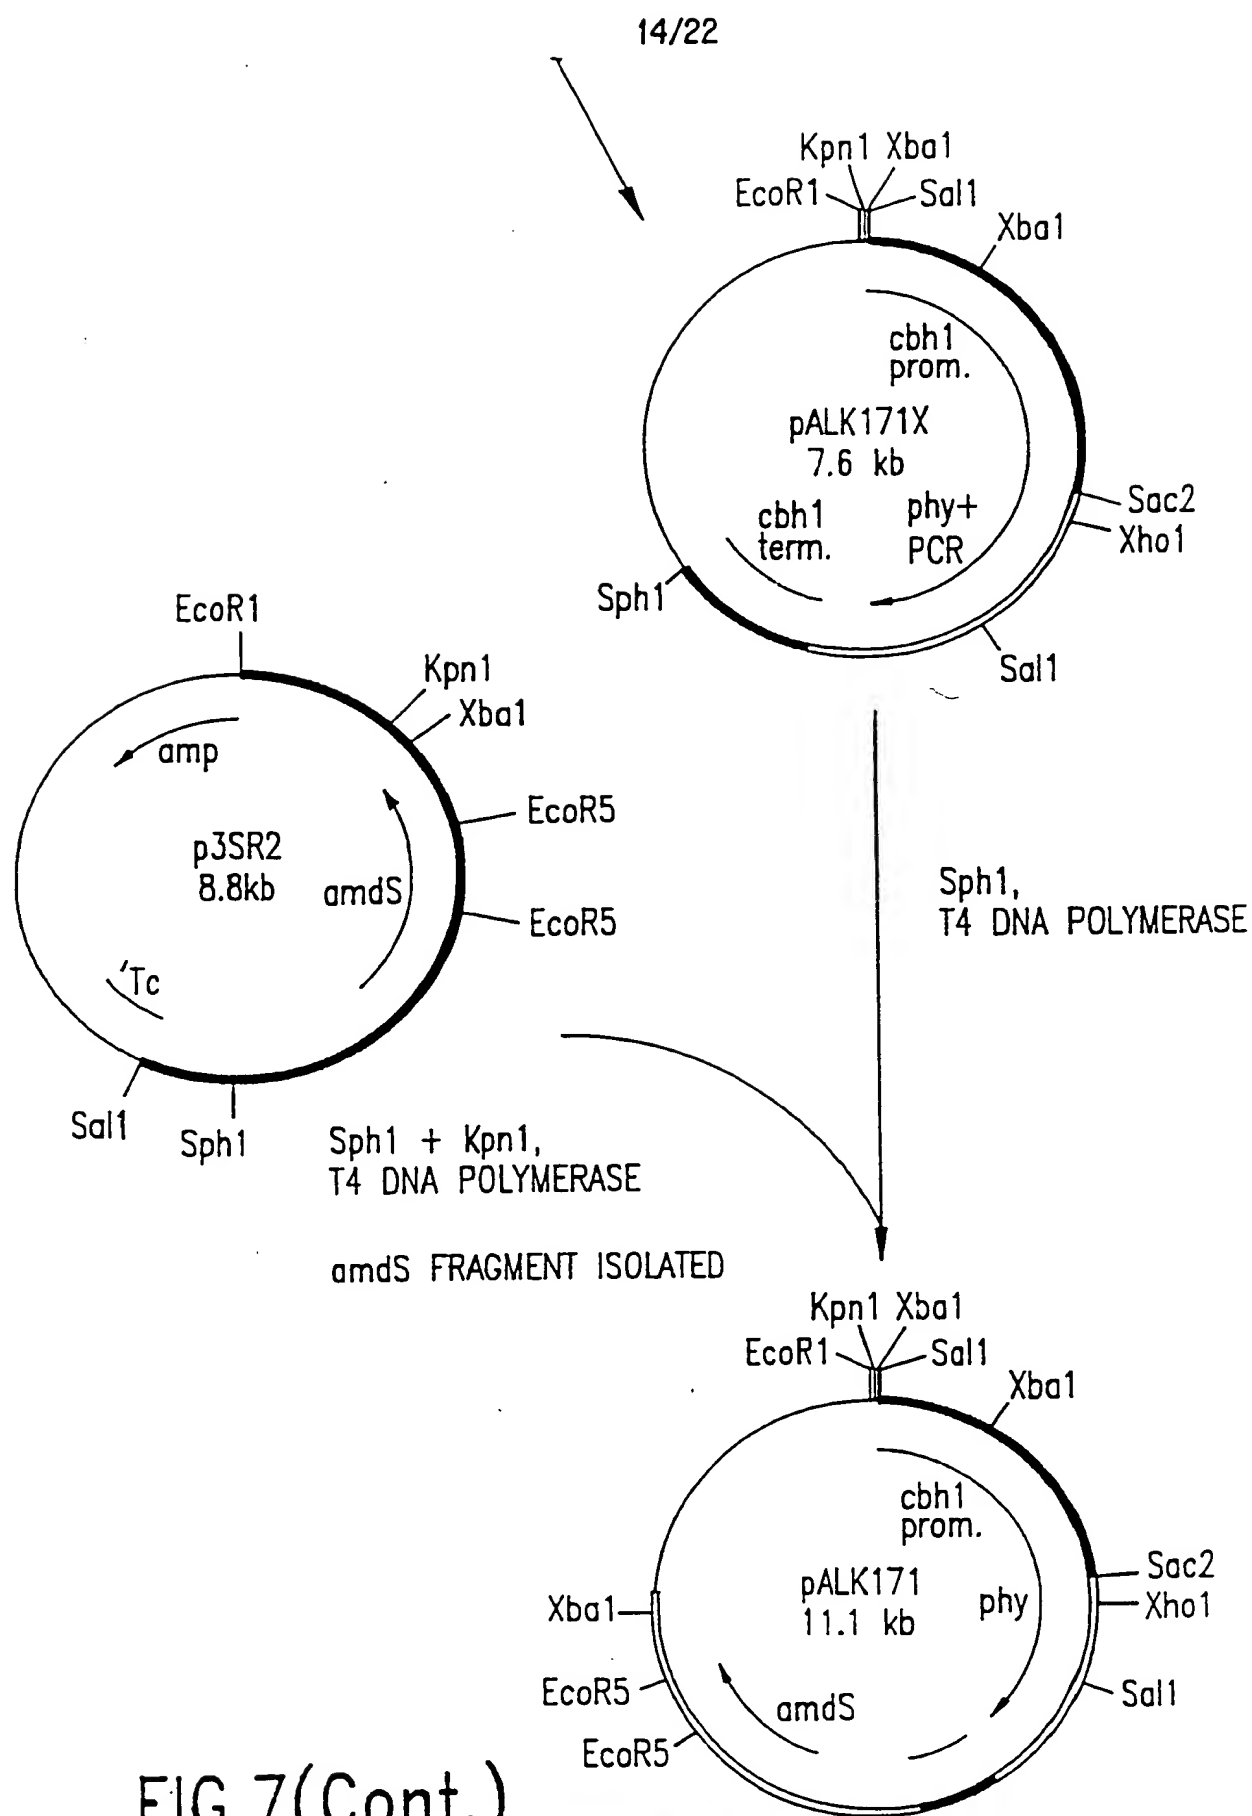 14/22
Kpn1 Xba1
EcoR1
Sal1
Xba1
cbh1
prom.
pALK171X
7.6 kb
cbh1
term.
phy+
PCR
Sac2
Xho1
Sph1
Sal1
EcoR1
Kpn1
Xba1
amp
EcoR5
p3SR2
8.8kb
amdS
EcoR5
'Tc
Sal1
Sph1
Sph1,
T4 DNA POLYMERASE
Sph1 + Kpn1,
T4 DNA POLYMERASE
amdS FRAGMENT ISOLATED
Kpn1 Xba1
EcoR1
Sal1
Xba1
cbh1
prom.
Sac2
pALK171
11.1 kb
phy
Xho1
Xba1
EcoR5
amdS
Sal1
EcoR5
FIG.7(Cont.)